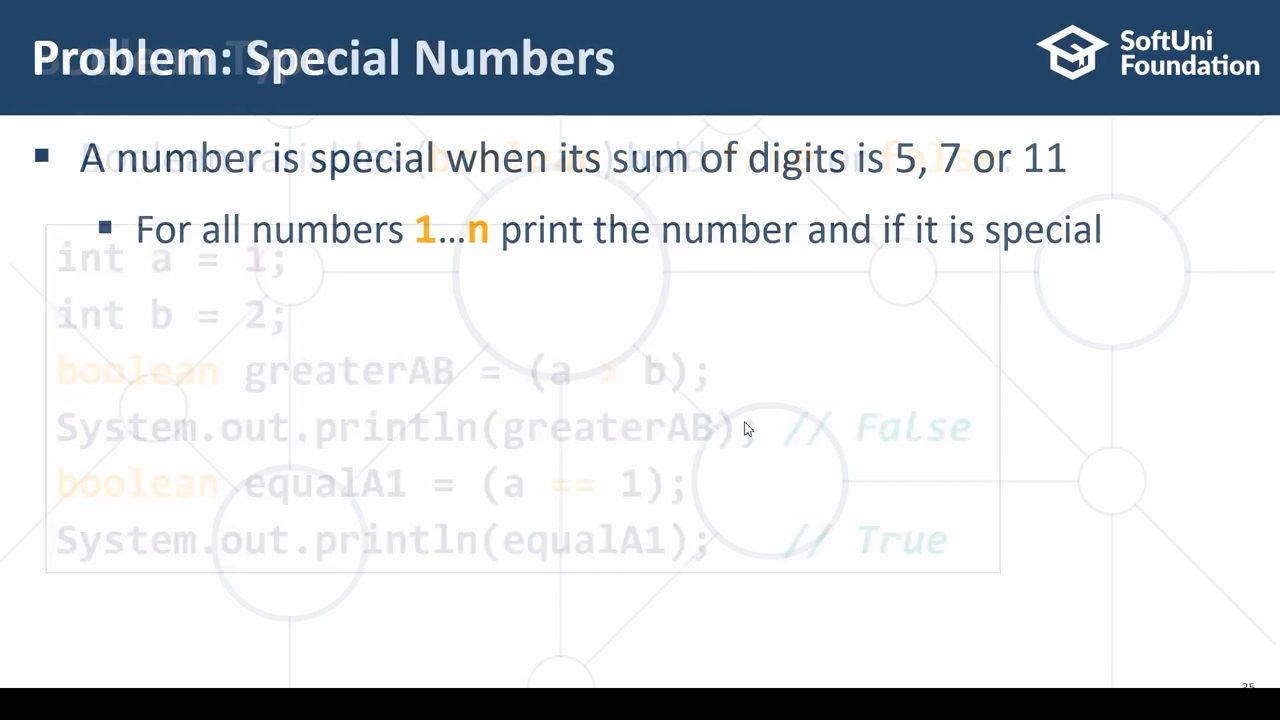 Problem: Special Numbers
SoftUni
Foundation
▪ A number is special when its sum of digits is 5, 7 or 11
▪ For all numbers 1…n print the number and if it is special
int a = 1;
int b = 2;
boolean greaterAB = (a > b);
System.out.println(greaterAB); // False
boolean equalA1 = (a == 1);
System.out.println(equalA1); // True